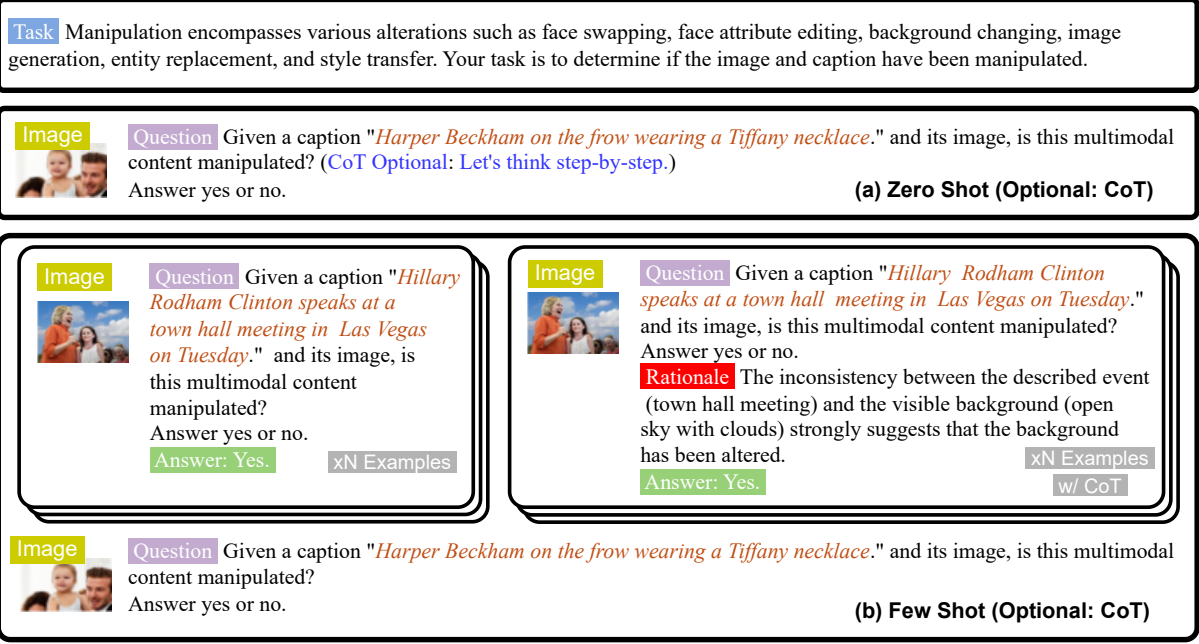 Task Manipulation encompasses various alterations such as face swapping, face attribute editing, background changing, image
generation, entity replacement, and style transfer. Your task is to determine if the image and caption have been manipulated.
Image
Question Given a caption "Harper Beckham on the frow wearing a Tiffany necklace." and its image, is this multimodal
content manipulated? (CoT Optional: Let's think step-by-step.)
Answer yes or no.
(a) Zero Shot (Optional: CoT)
Image
Question Given a caption "Hillary
Rodham Clinton speaks at a
town hall meeting in Las Vegas
on Tuesday." and its image, is
this multimodal content
manipulated?
Answer yes or no.
Answer: Yes.
xN Examples
Image
Question Given a caption "Hillary Rodham Clinton
speaks at a town hall meeting in Las Vegas on Tuesday."
and its image, is this multimodal content manipulated?
Answer yes or no.
Rationale The inconsistency between the described event
(town hall meeting) and the visible background (open
sky with clouds) strongly suggests that the background
has been altered.
Answer: Yes.
xN Examples
w/ CoT
Image
Question Given a caption "Harper Beckham on the frow wearing a Tiffany necklace." and its image, is this multimodal
content manipulated?
Answer yes or no.
(b) Few Shot (Optional: CoT)